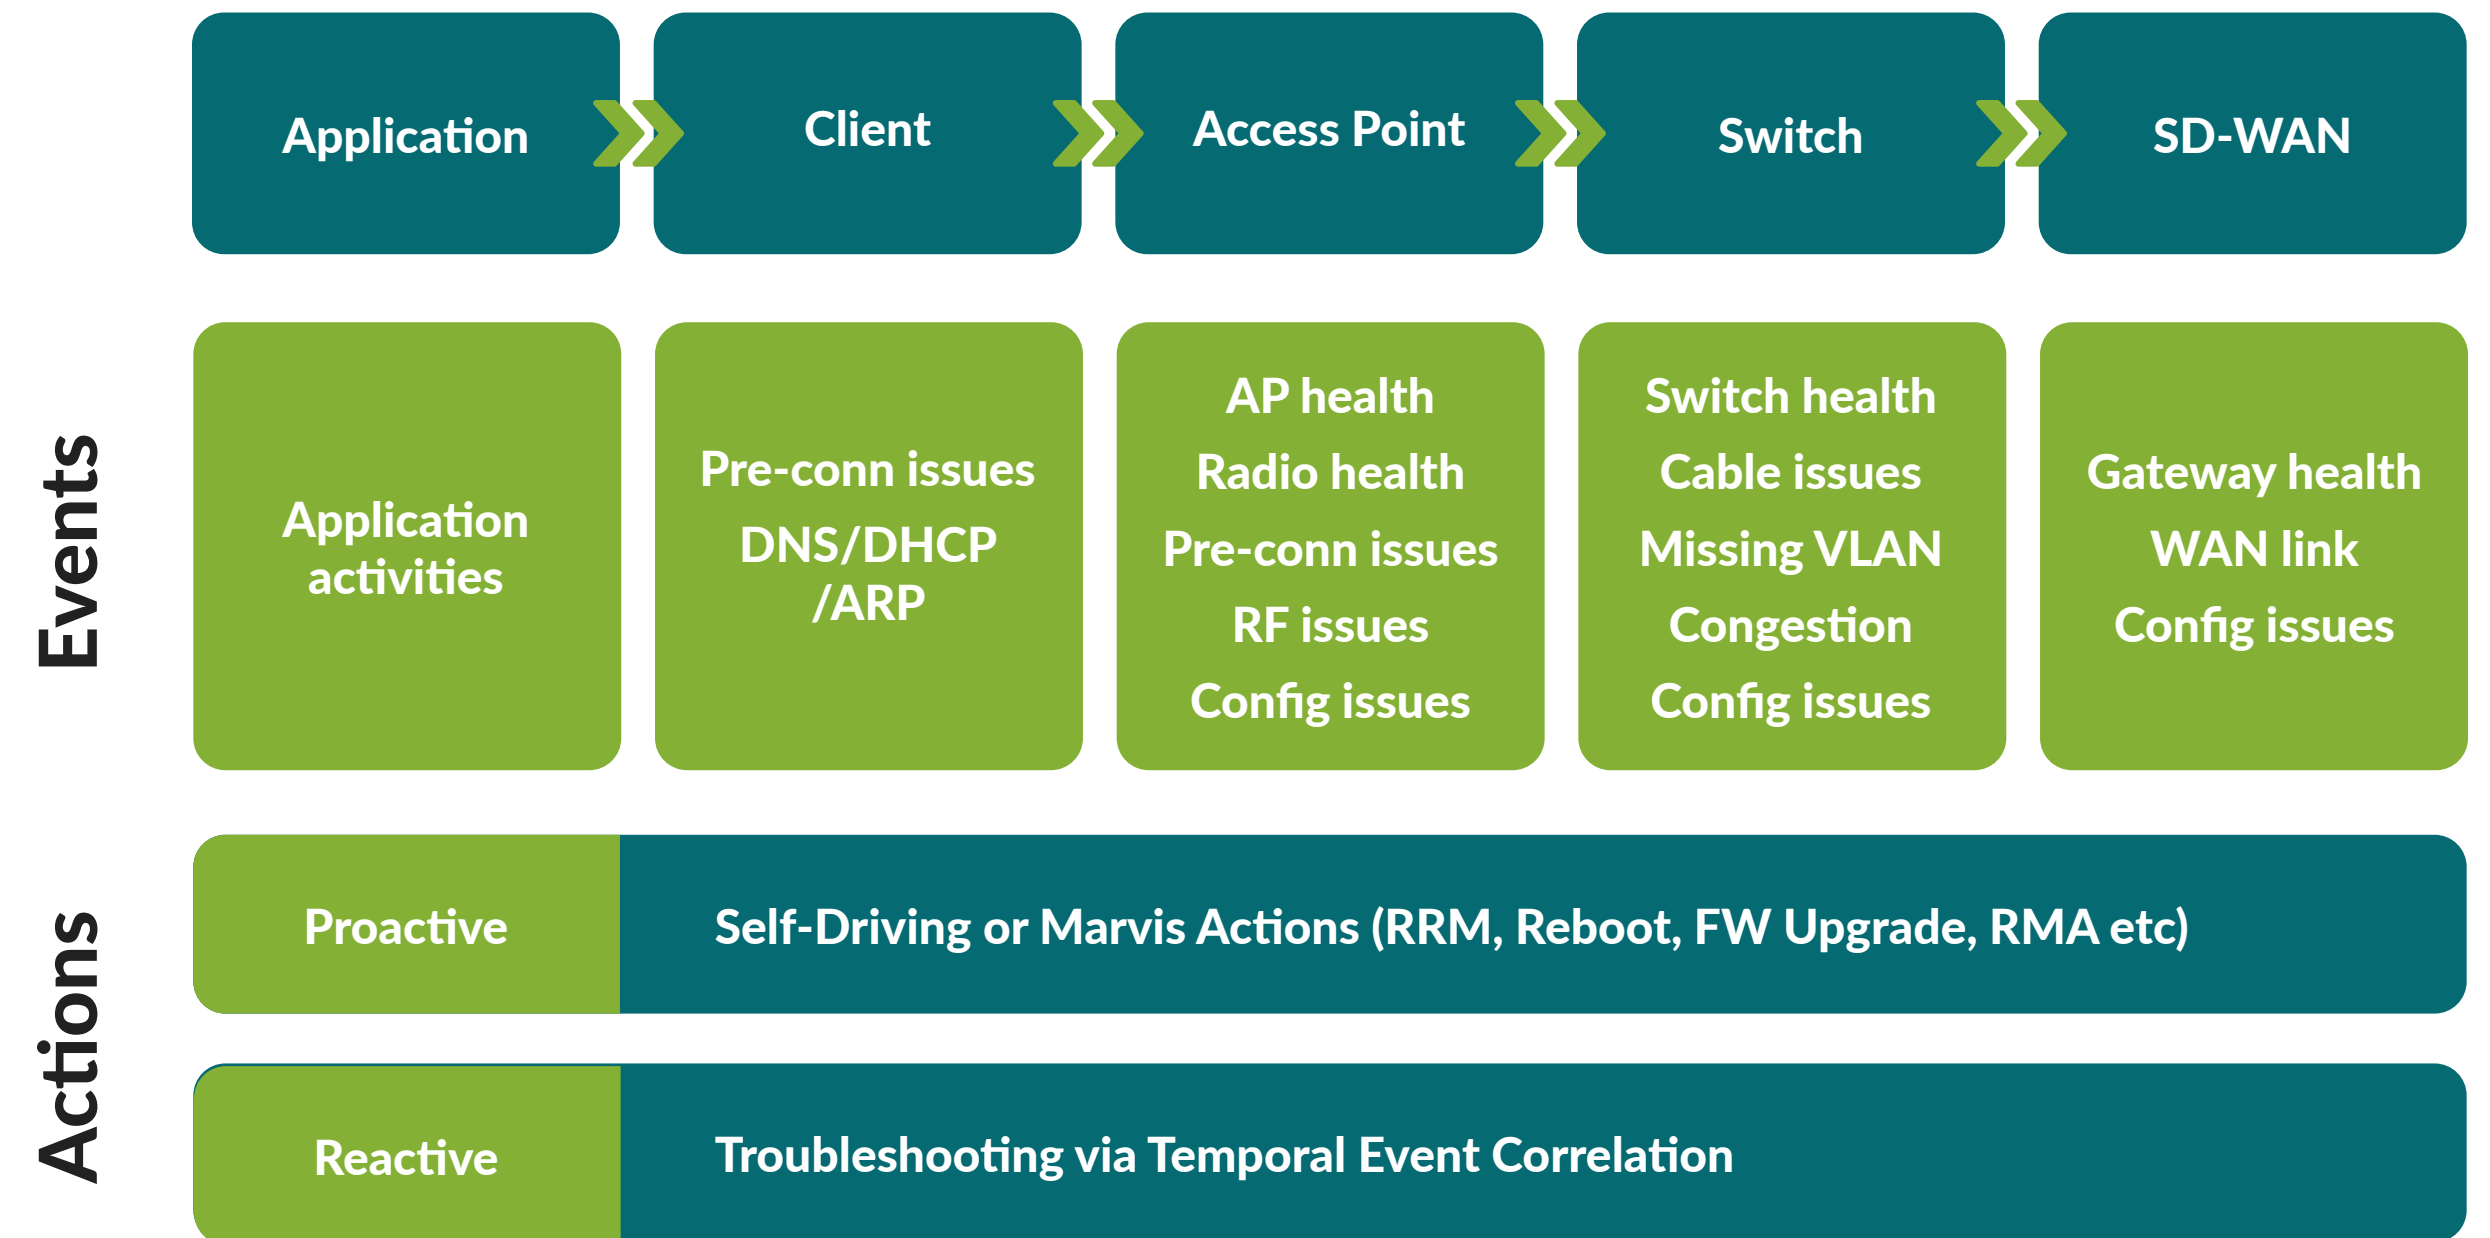 Application
Client
Access Point
Switch
SD-WAN
Events
Application
activities
Pre-conn issues
DNS/DHCP
/ARP
AP health
Radio health
Pre-conn issues
RF issues
Config issues
Switch health
Cable issues
Missing VLAN
Congestion
Config issues
Gateway health
WAN link
Config issues
Actions
Proactive
Self-Driving or Marvis Actions (RRM, Reboot, FW Upgrade, RMA etc)
Reactive
Troubleshooting via Temporal Event Correlation